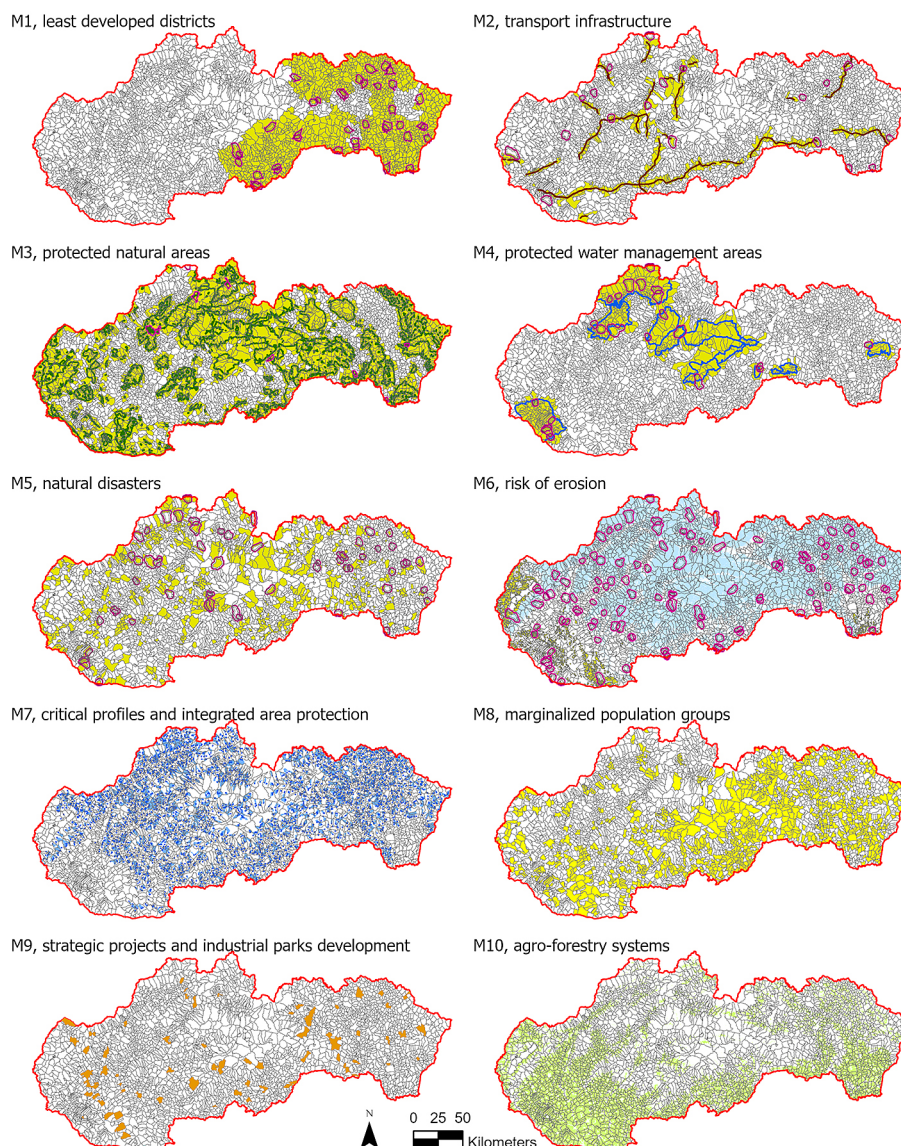 M1, least developed districts
M2, transport infrastructure
M3, protected natural areas
M4, protected water management areas
M5, natural disasters
M6, risk of erosion
M7, critical profiles and integrated area protection
M8, marginalized population groups
M9, strategic projects and industrial parks development
M10, agro-forestry systems
N
0 25 50
Kilometers